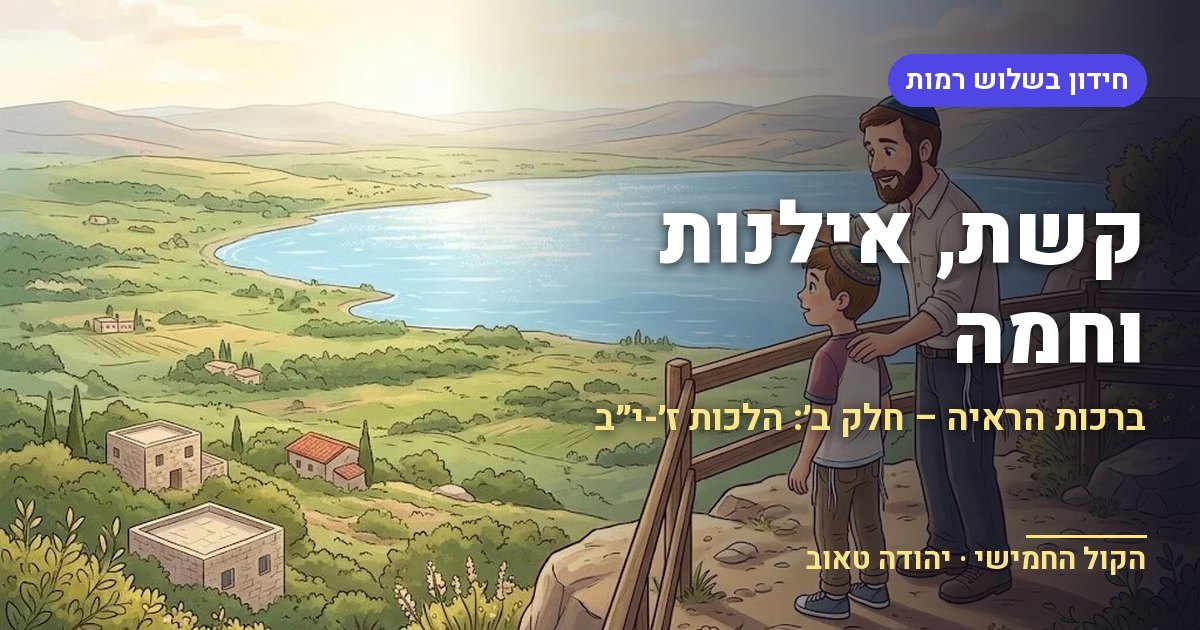 חידון בשלוש רמות
קשת, אילנות
וחמה
ברכות הראיה – חלק ב׳: הלכות ז׳-י״ב
הקול החמישי · יהודה טאוב